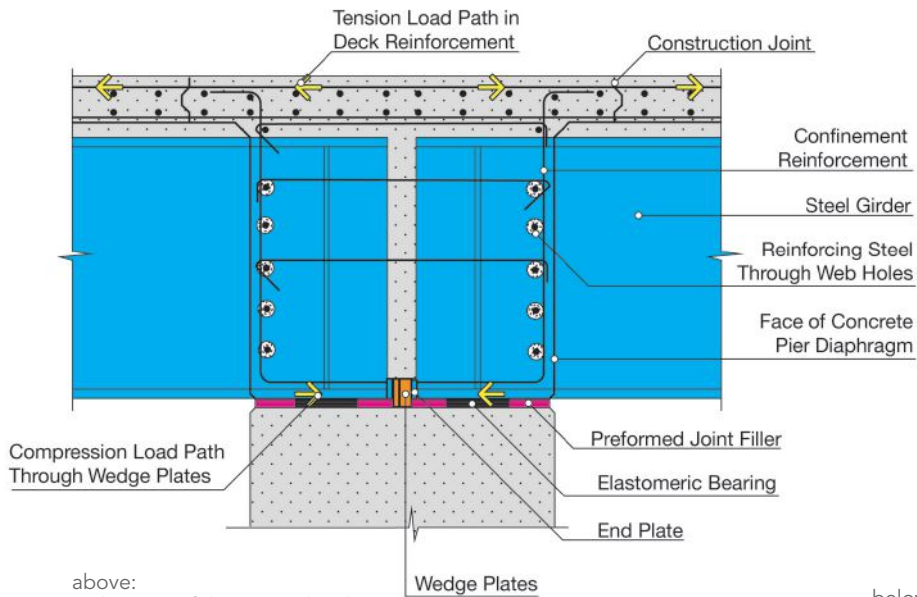 Tension Load Path in
Deck Reinforcement
Construction Joint
Confinement
Reinforcement
Steel Girder
Reinforcing Steel
Through Web Holes
Face of Concrete
Pier Diaphragm
Preformed Joint Filler
Compression Load Path
Through Wedge Plates
Elastomeric Bearing
End Plate
Wedge Plates
above: